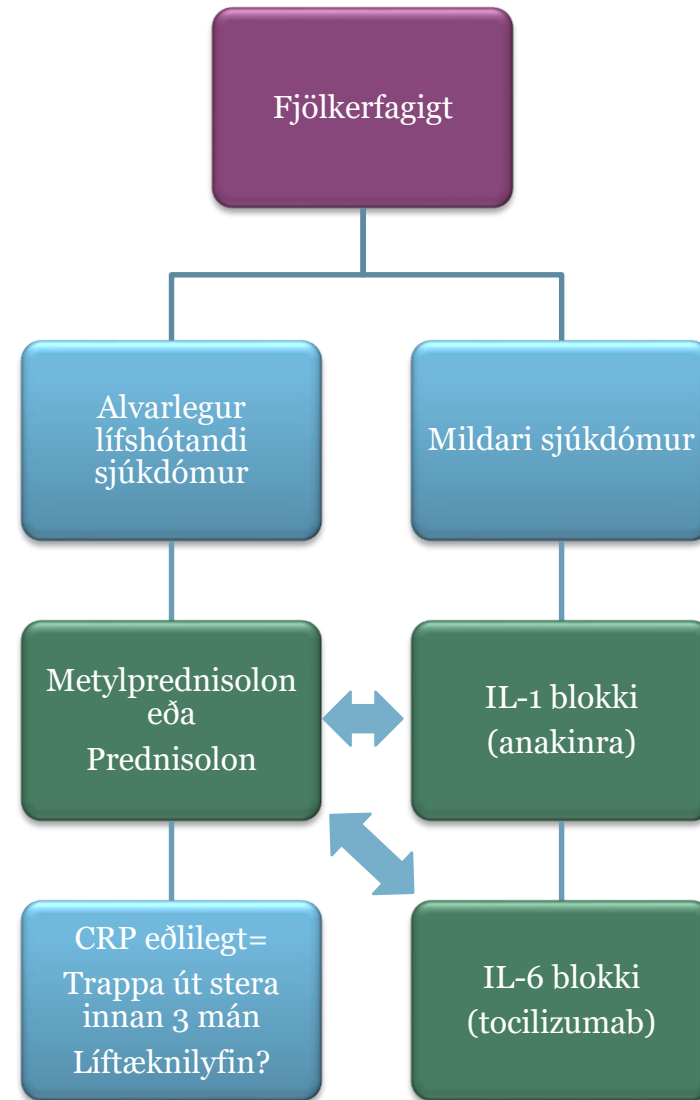 Fjölkerfagigt
Alvarlegur
lífshótandi
sjúkdómur
Mildari sjúkdómur
Metylprednisolon
eða
Prednisolon
IL-1 blokki
(anakinra)
CRP eðlilegt=
Trappa út stera
innan 3 mán
Líftæknilyfin?
IL-6 blokki
(tocilizumab)